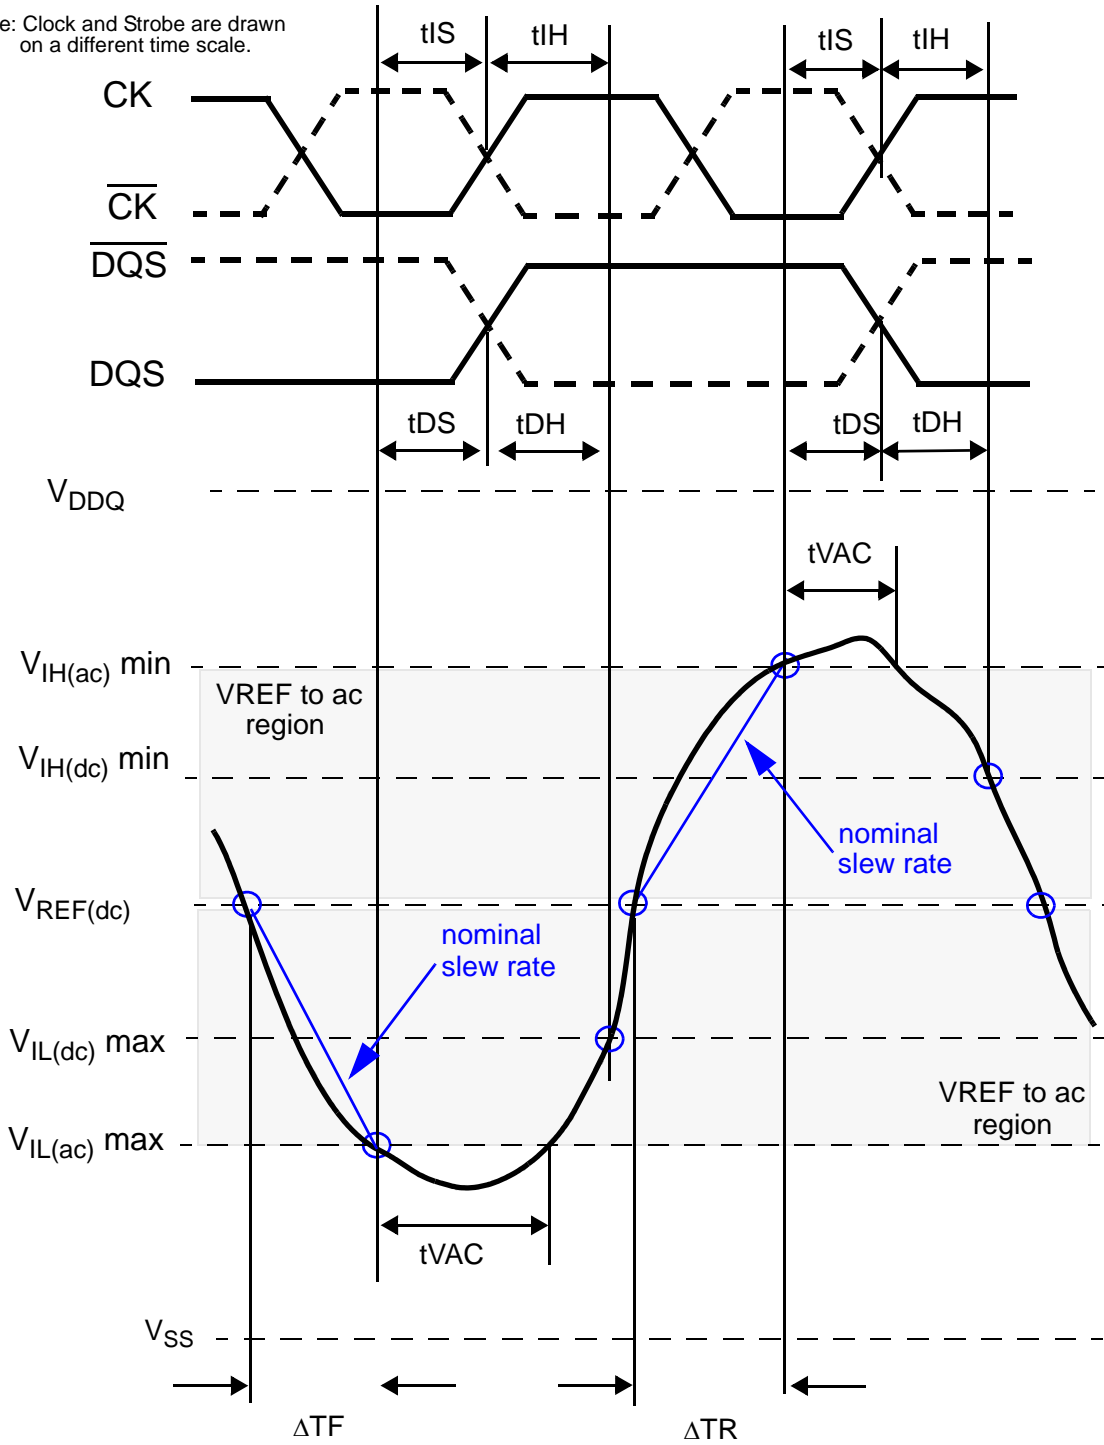 e: Clock and Strobe are drawn
on a different time scale.
tIS
tIH
tIS
tIH
CK
C̅K̅
D̅Q̅S̅
DQS
tDS
tDH
tDS
tDH
VDDQ
tVAC
VIH(ac) min
VREF to ac
region
VIH(dc) min
nominal
slew rate
VREF(dc)
nominal
slew rate
VIL(dc) max
VREF to ac
region
VIL(ac) max
tVAC
VSS
ΔTF
ΔTR